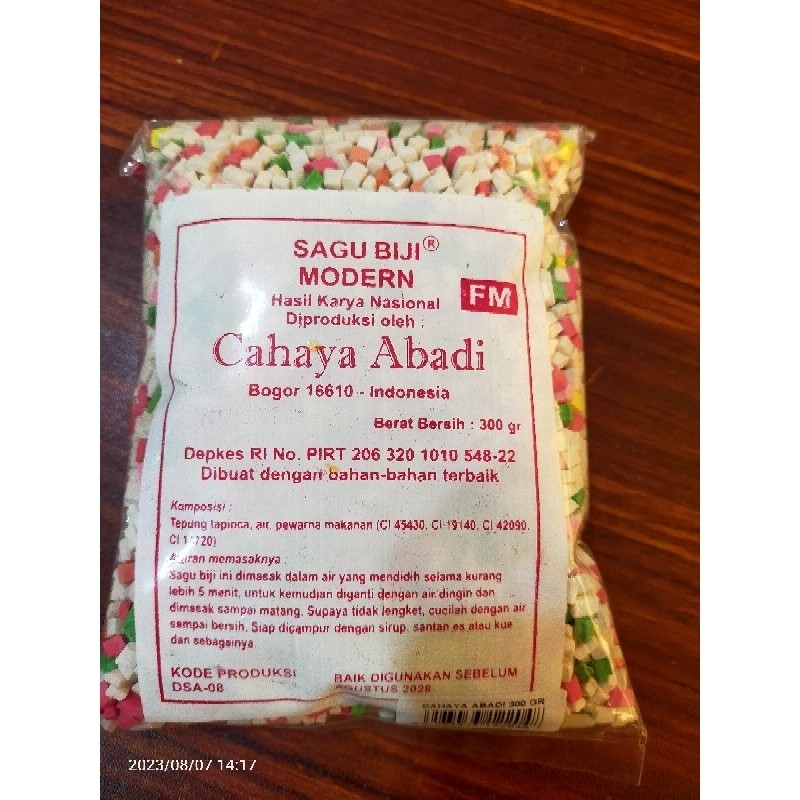 SAGU BIJI®
MODERN
FM
Hasil Karya Nasional
Diproduksi oleh :
Cahaya Abadi
Bogor 16610 - Indonesia
Berat Bersih : 300 gr
Depkes RI No. PIRT 206 320 1010 548-22
Dibuat dengan bahan-bahan terbaik
Komposisi :
Tepung tapioca, air, pewarna makanan (CI 45430, CI 19140, CI 42090,
CI
memasaknya :
Sagu biji ini dimasak dalam air yang mendidih selama kurang
lebih 5 menit, untuk kemudian diganti dengan air dingin dan
dimasak sampai matang. Supaya tidak lengket, cucilah dengan air
sampai bersih. Siap dicampur dengan sirup, santan es atau kue
dan sebagainya
KODE PRODUKSI
DSA-08
BAIK DIGUNAKAN SEBELUM
AGUSTUS 2028
CAHAYA ABADI 300 GR
2023/08/07 14:17